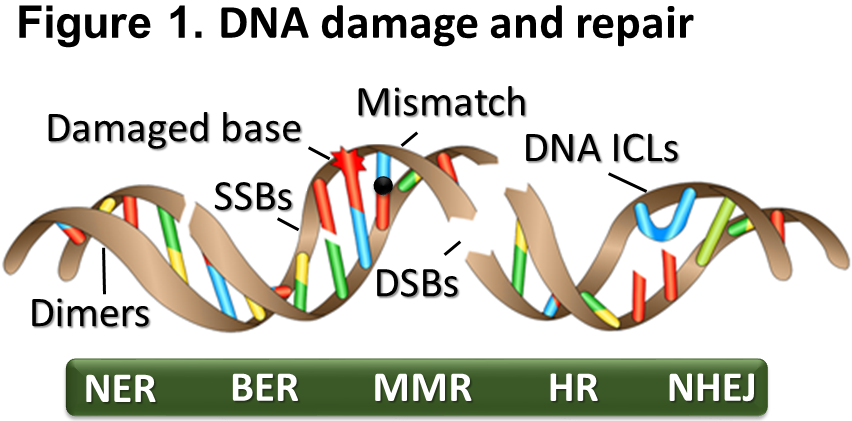 Figure 1. DNA damage and repair
Mismatch
Damaged base
DNA ICLs
SSBs
DSBs
Dimers
NER BER MMR HR NHEJ